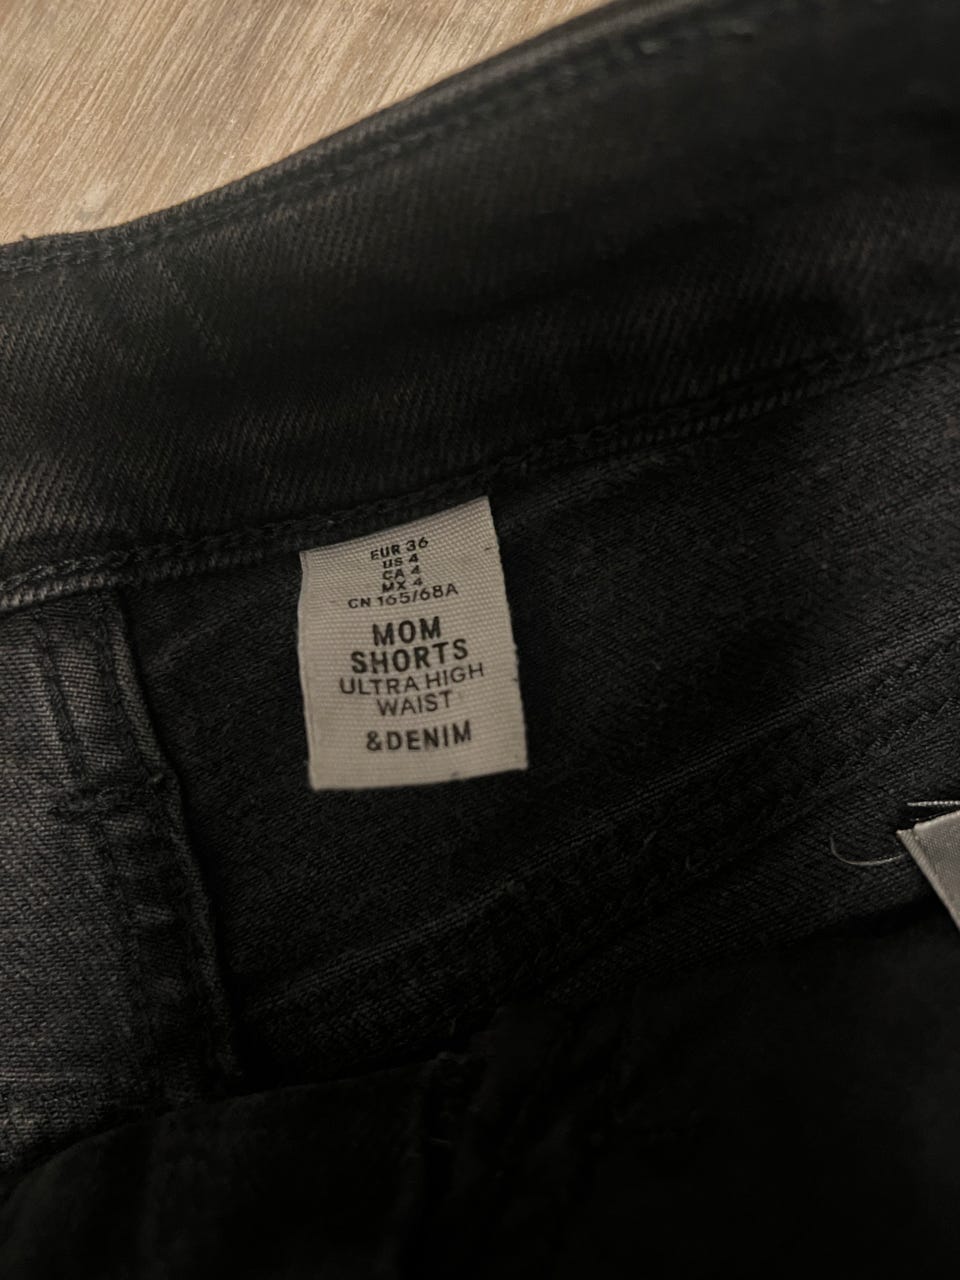 EUR 36
US 4
CA 4
MX 4
CN 165/68A
MOM
SHORTS
ULTRA HIGH
WAIST
&DENIM